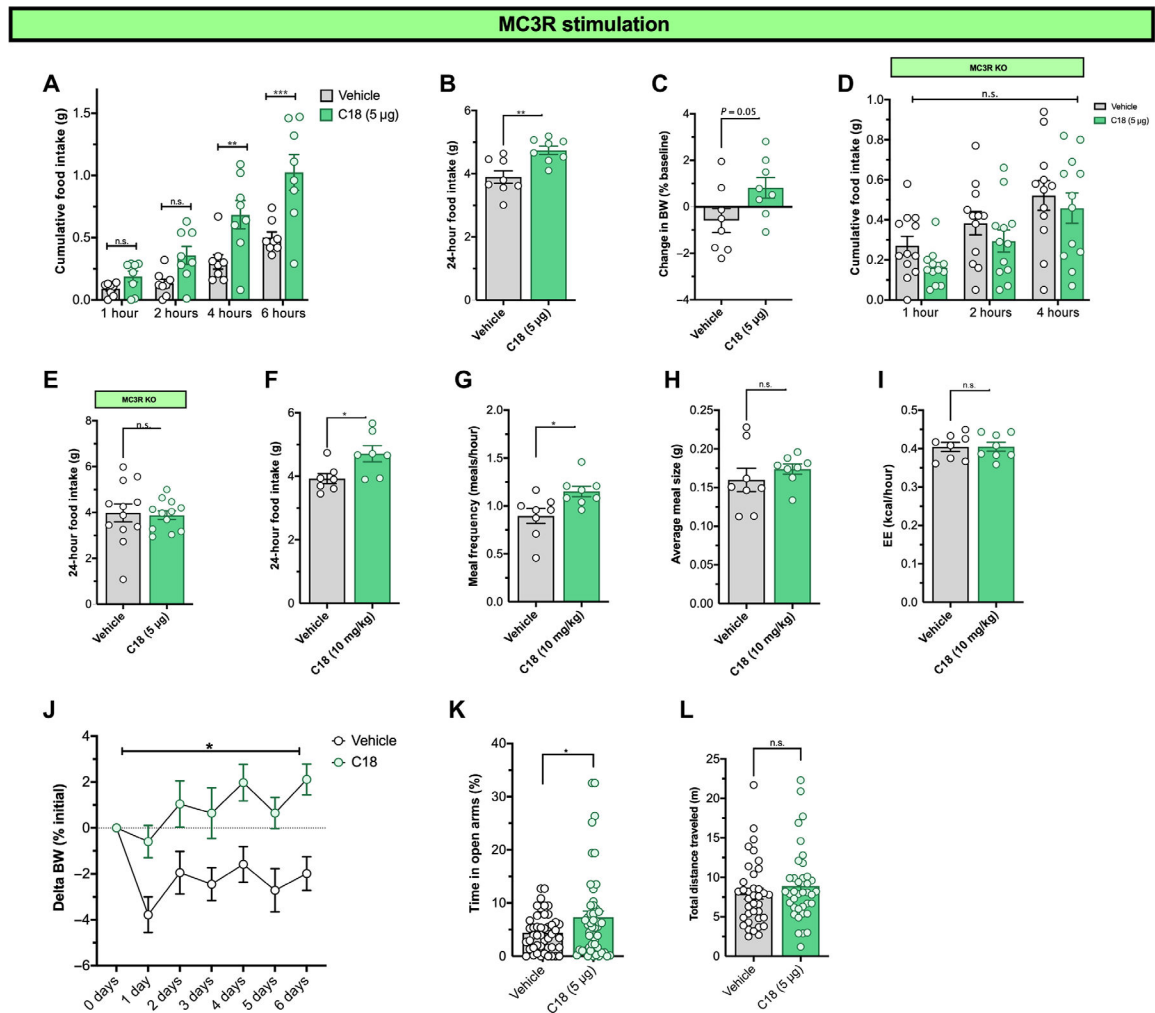 MC3R stimulation
A
Cumulative food intake (g)
1.5
1.0
0.5
0.0
n.s.
n.s.
**
***
1 hour
2 hours
4 hours
6 hours
Vehicle
C18 (5 µg)
B
24-hour food intake (g)
6
4
2
0
**
Vehicle
C18 (5 µg)
C
Change in BW (% baseline)
4
2
0
−2
−4
P = 0.05
Vehicle
C18 (5 µg)
D
MC3R KO
Cumulative food intake (g)
1.0
0.8
0.6
0.4
0.2
0.0
n.s.
1 hour
2 hours
4 hours
Vehicle
C18 (5 µg)
E
MC3R KO
24-hour food intake (g)
8
6
4
2
0
n.s.
Vehicle
C18 (5 µg)
F
24-hour food intake (g)
6
4
2
0
*
Vehicle
C18 (10 mg/kg)
G
Meal frequency (meals/hour)
2.0
1.5
1.0
0.5
0.0
*
Vehicle
C18 (10 mg/kg)
H
Average meal size (g)
0.25
0.20
0.15
0.10
0.05
0.00
n.s.
Vehicle
C18 (10 mg/kg)
I
EE (kcal/hour)
0.5
0.4
0.3
0.2
0.1
0.0
n.s.
Vehicle
C18 (10 mg/kg)
J
Delta BW (% initial)
4
2
0
−2
−4
−6
*
0 days
1 day
2 days
3 days
4 days
5 days
6 days
Vehicle
C18
K
Time in open arms (%)
40
30
20
10
0
*
Vehicle
C18 (5 µg)
L
Total distance traveled (m)
25
20
15
10
5
0
n.s.
Vehicle
C18 (5 µg)